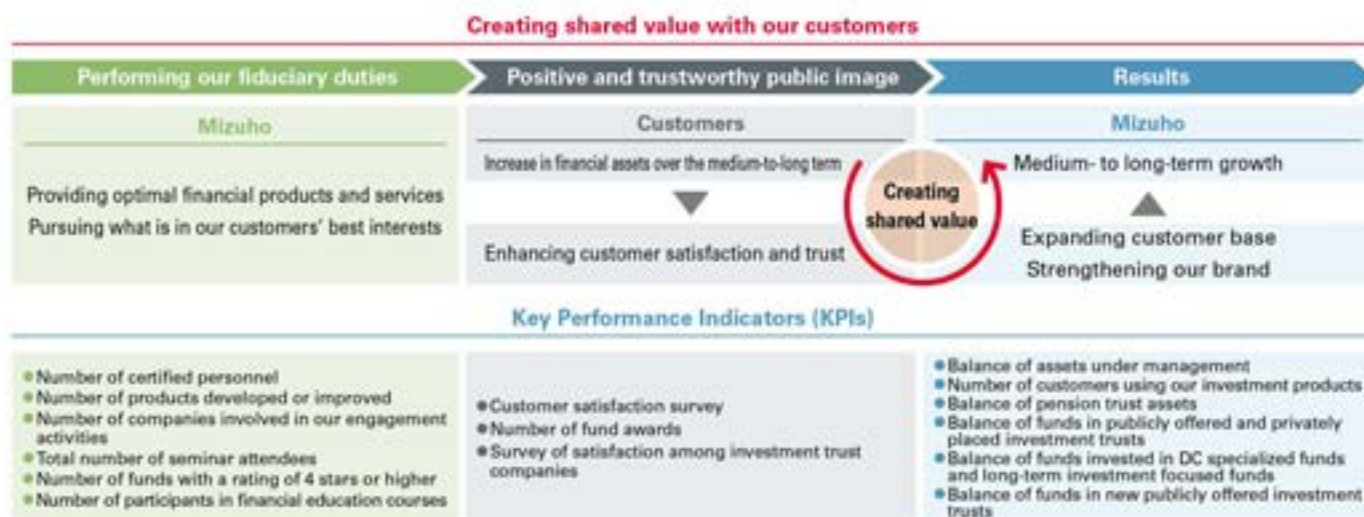 Creating shared value with our customers
Performing our fiduciary duties
Positive and trustworthy public image
Results
Mizuho
Providing optimal financial products and services
Pursuing what is in our customers' best interests
Customers
Increase in financial assets over the medium-to-long term
Enhancing customer satisfaction and trust
Creating
shared value
Mizuho
Medium- to long-term growth
Expanding customer base
Strengthening our brand
Key Performance Indicators (KPIs)
Number of certified personnel
Number of products developed or improved
Number of companies involved in our engagement
activities
Total number of seminar attendees
Number of funds with a rating of 4 stars or higher
Number of participants in financial education courses
Customer satisfaction survey
Number of fund awards
Survey of satisfaction among investment trust
companies
Balance of assets under management
Number of customers using our investment products
Balance of pension trust assets
Balance of funds in publicly offered and privately
placed investment trusts
Balance of funds invested in DC specialized funds
and long-term investment focused funds
Balance of funds in new publicly offered investment
trusts